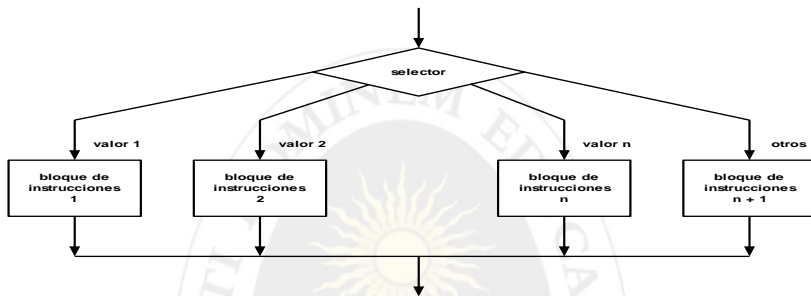 selector
valor 1
valor 2
valor n
otros
bloque de
instrucciones
1
bloque de
instrucciones
2
bloque de
instrucciones
n
bloque de
instrucciones
n + 1